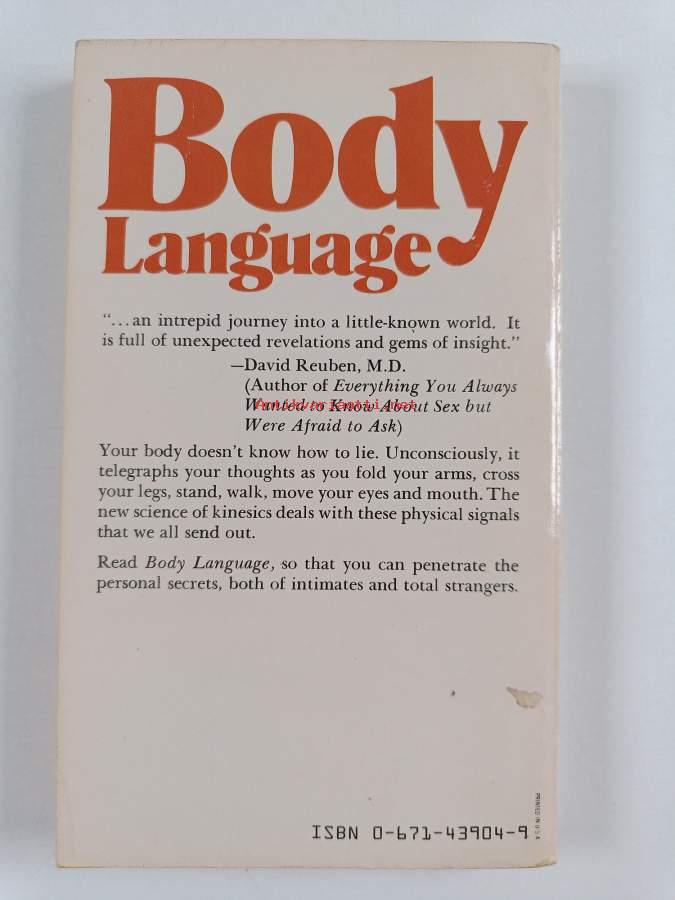 Body
Language
“...an intrepid journey into a little-known world. It
is full of unexpected revelations and gems of insight.”
—David Reuben, M.D.
(Author of Everything You Always
Wanted to Know About Sex but
Antikvariaatti.net
Were Afraid to Ask)
Your body doesn’t know how to lie. Unconsciously, it
telegraphs your thoughts as you fold your arms, cross
your legs, stand, walk, move your eyes and mouth. The
new science of kinesics deals with these physical signals
that we all send out.
Read Body Language, so that you can penetrate the
personal secrets, both of intimates and total strangers.
ISBN 0-671-43904-9
PRINTED IN U.S.A.